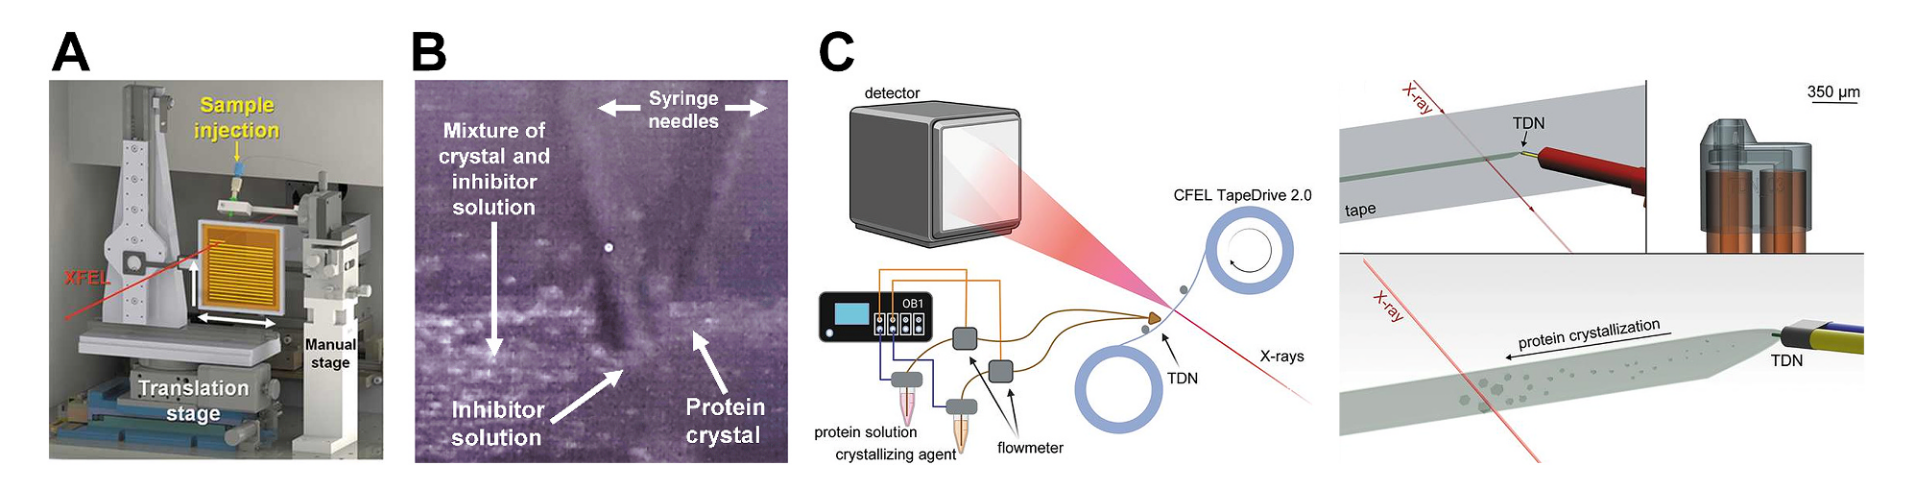 A
Sample
injection
XFEL
Manual
stage
Translation
stage
B
Syringe
needles
Mixture of
crystal and
inhibitor
solution
Inhibitor
solution
Protein
crystal
C
detector
CFEL TapeDrive 2.0
OB1
X-rays
TDN
protein solution
crystallizing agent
flowmeter
X-ray
TDN
tape
350 µm
X-ray
protein crystallization
TDN